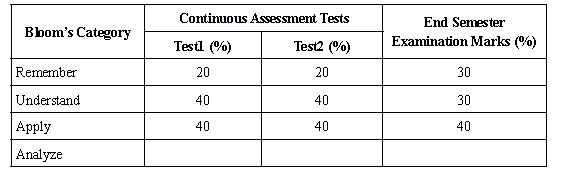 Bloom's Category Continuous Assessment Tests End Semester Examination Marks (%)
Test1 (%) Test2 (%)
Remember 20 20 30
Understand 40 40 30
Apply 40 40 40
Analyze